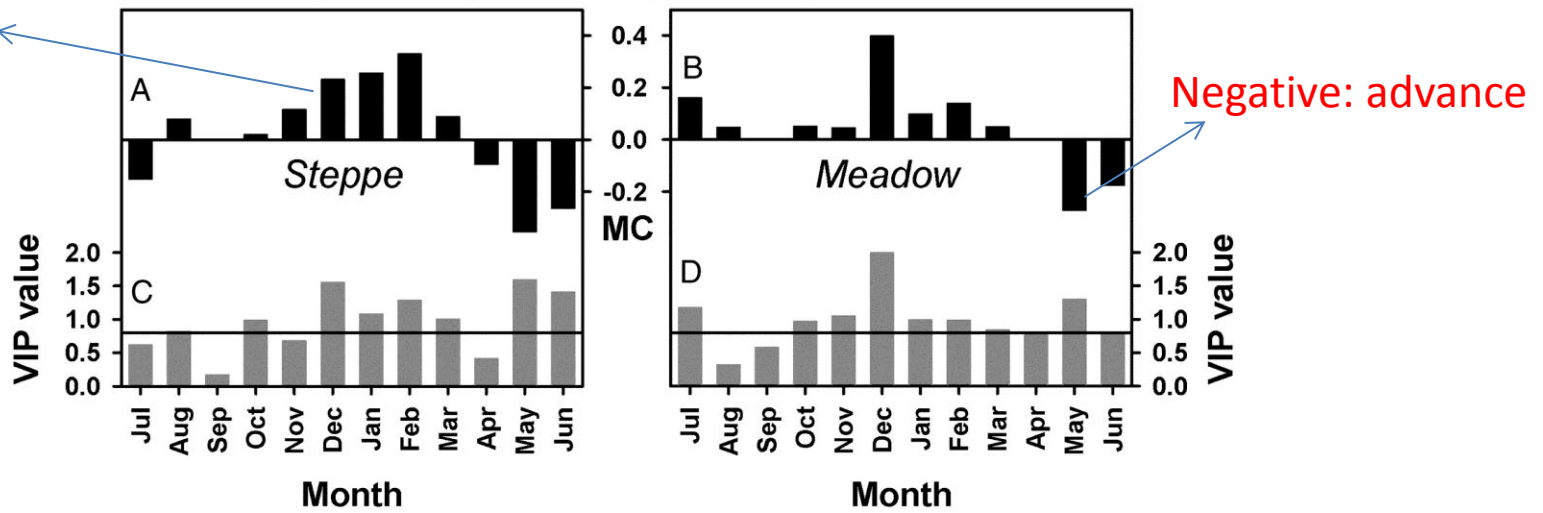 A
Steppe
0.4
0.2
0.0
-0.2
MC
B
Meadow
Negative: advance
VIP value
2.0
1.5
1.0
0.5
0.0
C
D
2.0
1.5
1.0
0.5
0.0
VIP value
Jul Aug Sep Oct Nov Dec Jan Feb Mar Apr May Jun
Jul Aug Sep Oct Nov Dec Jan Feb Mar Apr May Jun
Month
Month